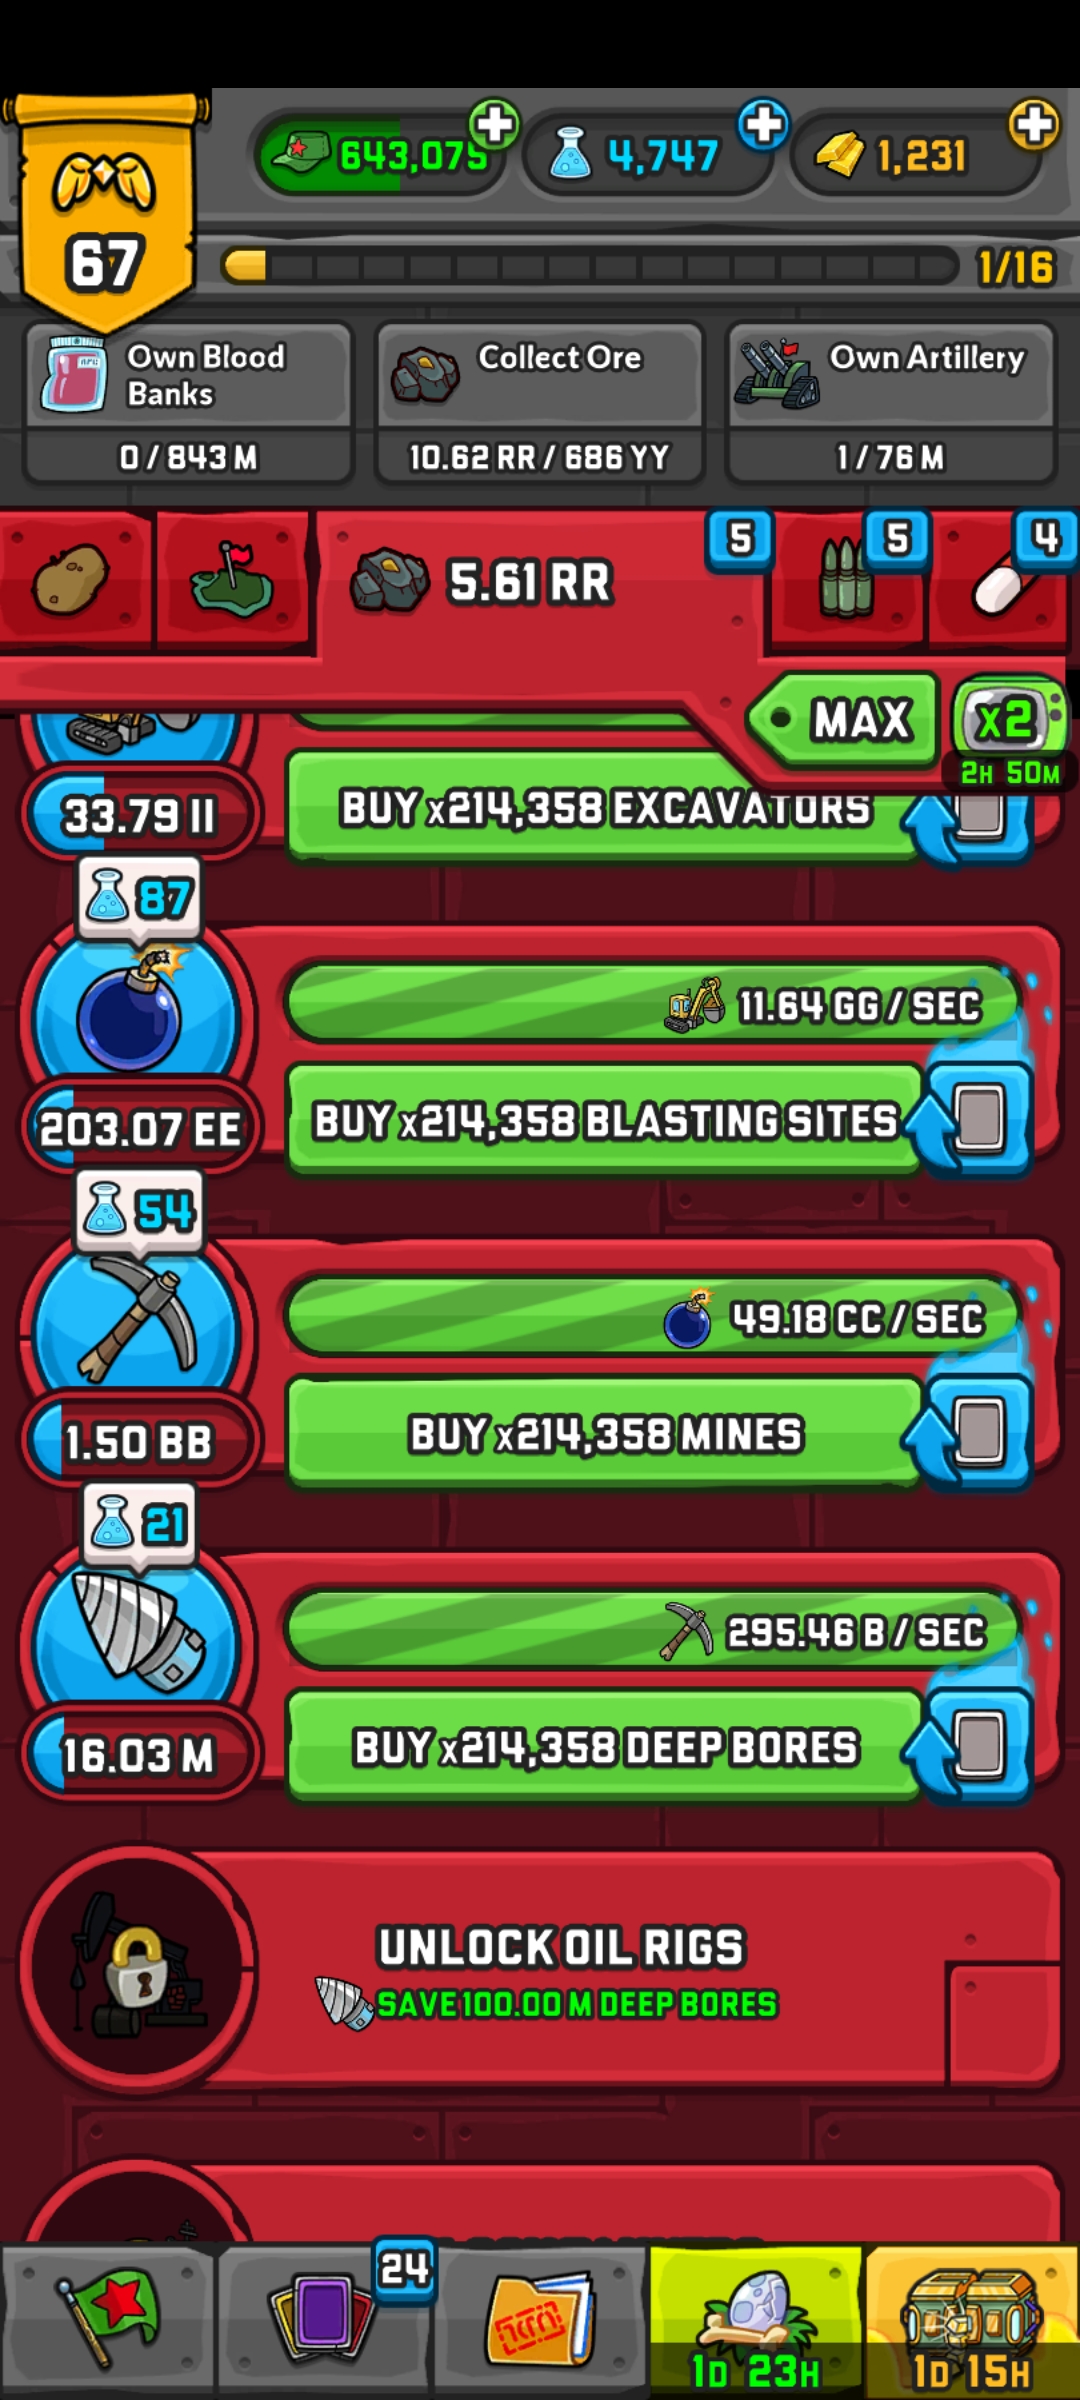 643,075
4,747
1,231
67
1/16
Own Blood Banks
0 / 843 M
Collect Ore
10.62 RR / 686 YY
Own Artillery
1 / 76 M
5.61 RR
5
5
4
MAX
x2
2H 50M
33.79 II
BUY x214,358 EXCAVATORS
87
11.64 GG / SEC
203.07 EE
BUY x214,358 BLASTING SITES
54
49.18 CC / SEC
1.50 BB
BUY x214,358 MINES
21
295.46 B / SEC
16.03 M
BUY x214,358 DEEP BORES
UNLOCK OIL RIGS
SAVE 100.00 M DEEP BORES
24
1D 23H
1D 15H